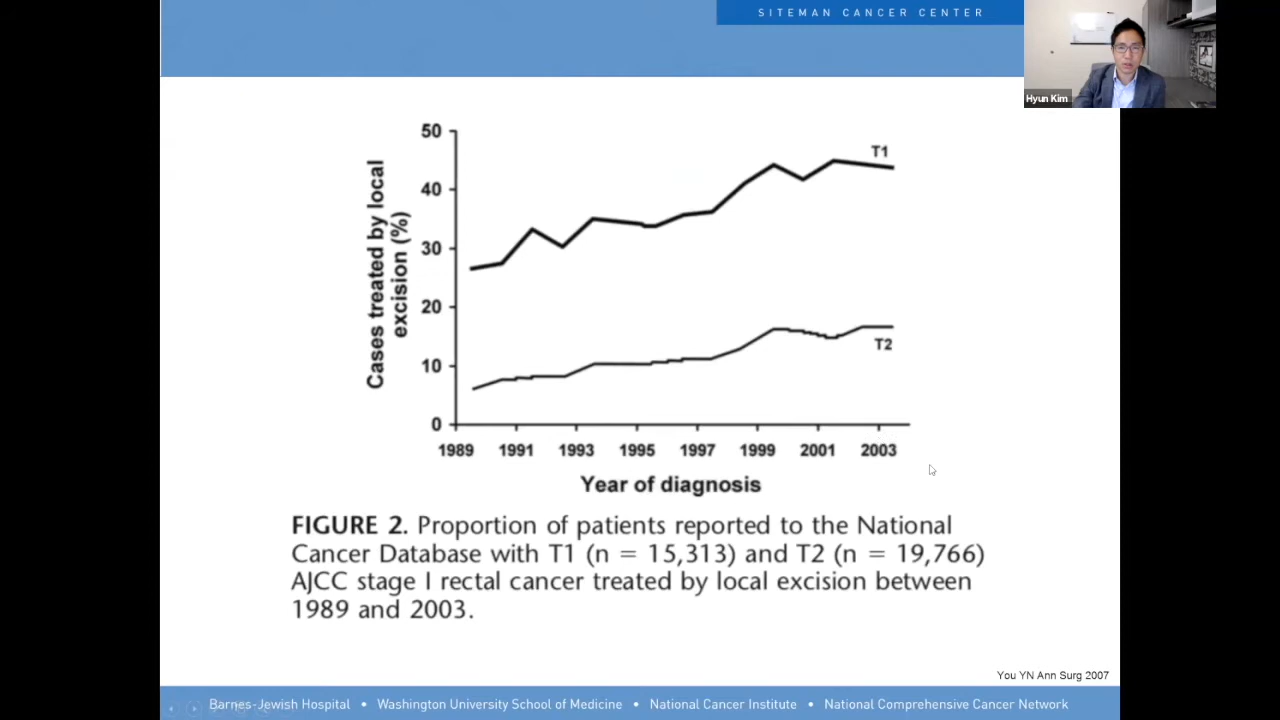 SITEMAN CANCER CENTER
Hyun Kim
50
40
30
20
10
0
Cases treated by local
excision (%)
T1
T2
1989 1991 1993 1995 1997 1999 2001 2003
Year of diagnosis
FIGURE 2. Proportion of patients reported to the National
Cancer Database with T1 (n = 15,313) and T2 (n = 19,766)
AJCC stage I rectal cancer treated by local excision between
1989 and 2003.
You YN Ann Surg 2007
Barnes-Jewish Hospital • Washington University School of Medicine • National Cancer Institute • National Comprehensive Cancer Network